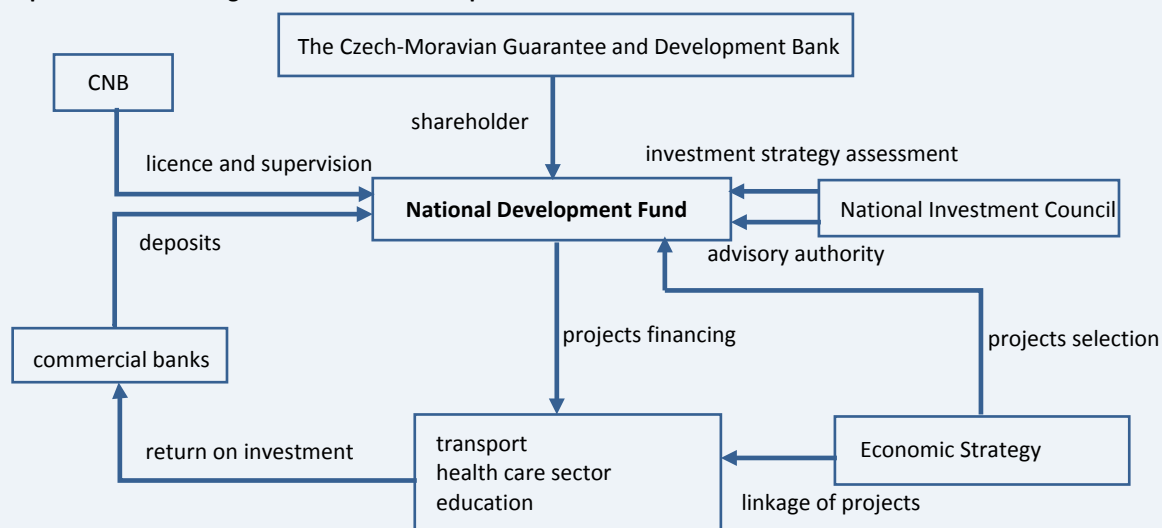 The Czech-Moravian Guarantee and Development Bank
CNB
shareholder
licence and supervision
investment strategy assessment
National Development Fund
National Investment Council
deposits
advisory authority
projects financing
projects selection
commercial banks
return on investment
transport
health care sector
education
Economic Strategy
linkage of projects